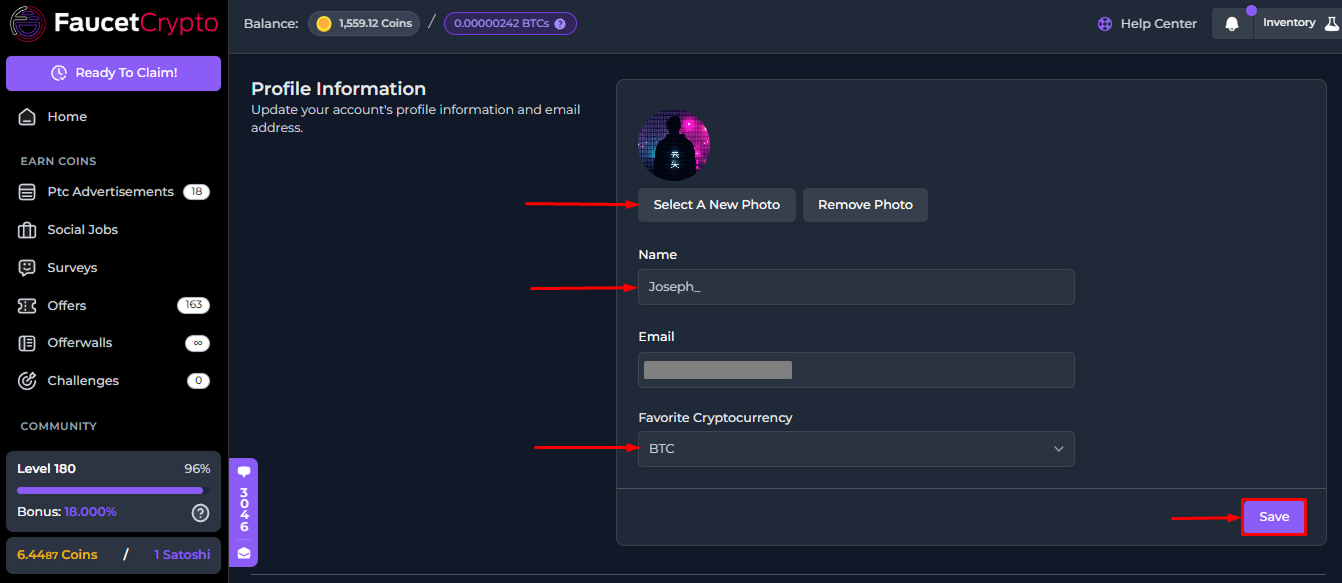 FaucetCrypto
Balance: 1,559.12 Coins / 0.00000242 BTCs ?
Help Center
Inventory
Ready To Claim!
Home
EARN COINS
Ptc Advertisements 18
Social Jobs
Surveys
Offers 163
Offerwalls ∞
Challenges 0
COMMUNITY
Level 180 96%
Bonus: 18.000% ?
6.4487 Coins / 1 Satoshi
3046
Profile Information
Update your account's profile information and email
address.
Select A New Photo Remove Photo
Name
Joseph_
Email
Favorite Cryptocurrency
BTC
Save